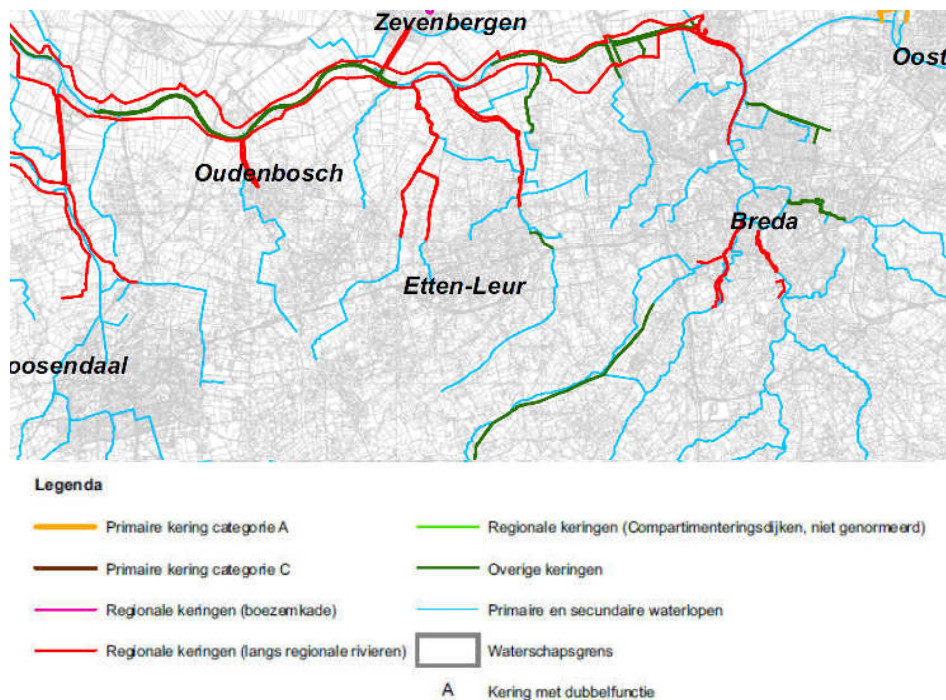 Zevenbergen
Oost
Oudenbosch
Breda
Etten-Leur
oosendaal
Legenda
Primaire kering categorie A
Primaire kering categorie C
Regionale keringen (boezemkade)
Regionale keringen (langs regionale rivieren)
Regionale keringen (Compartimenteringsdijken, niet genormeerd)
Overige keringen
Primaire en secundaire waterlopen
Waterschapsgrens
A Kering met dubbelfunctie